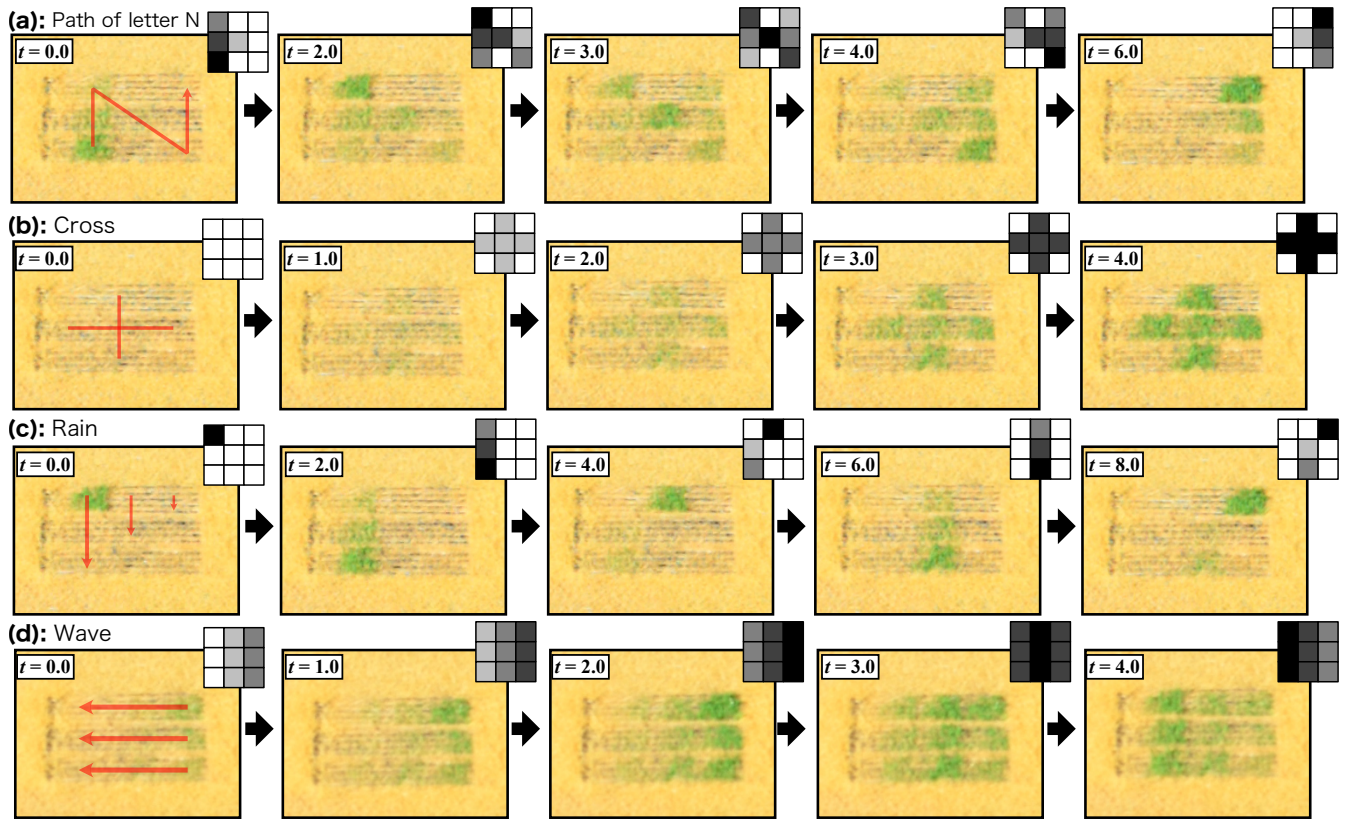 (a): Path of letter N
t = 0.0
t = 2.0
t = 3.0
t = 4.0
t = 6.0
(b): Cross
t = 0.0
t = 1.0
t = 2.0
t = 3.0
t = 4.0
(c): Rain
t = 0.0
t = 2.0
t = 4.0
t = 6.0
t = 8.0
(d): Wave
t = 0.0
t = 1.0
t = 2.0
t = 3.0
t = 4.0